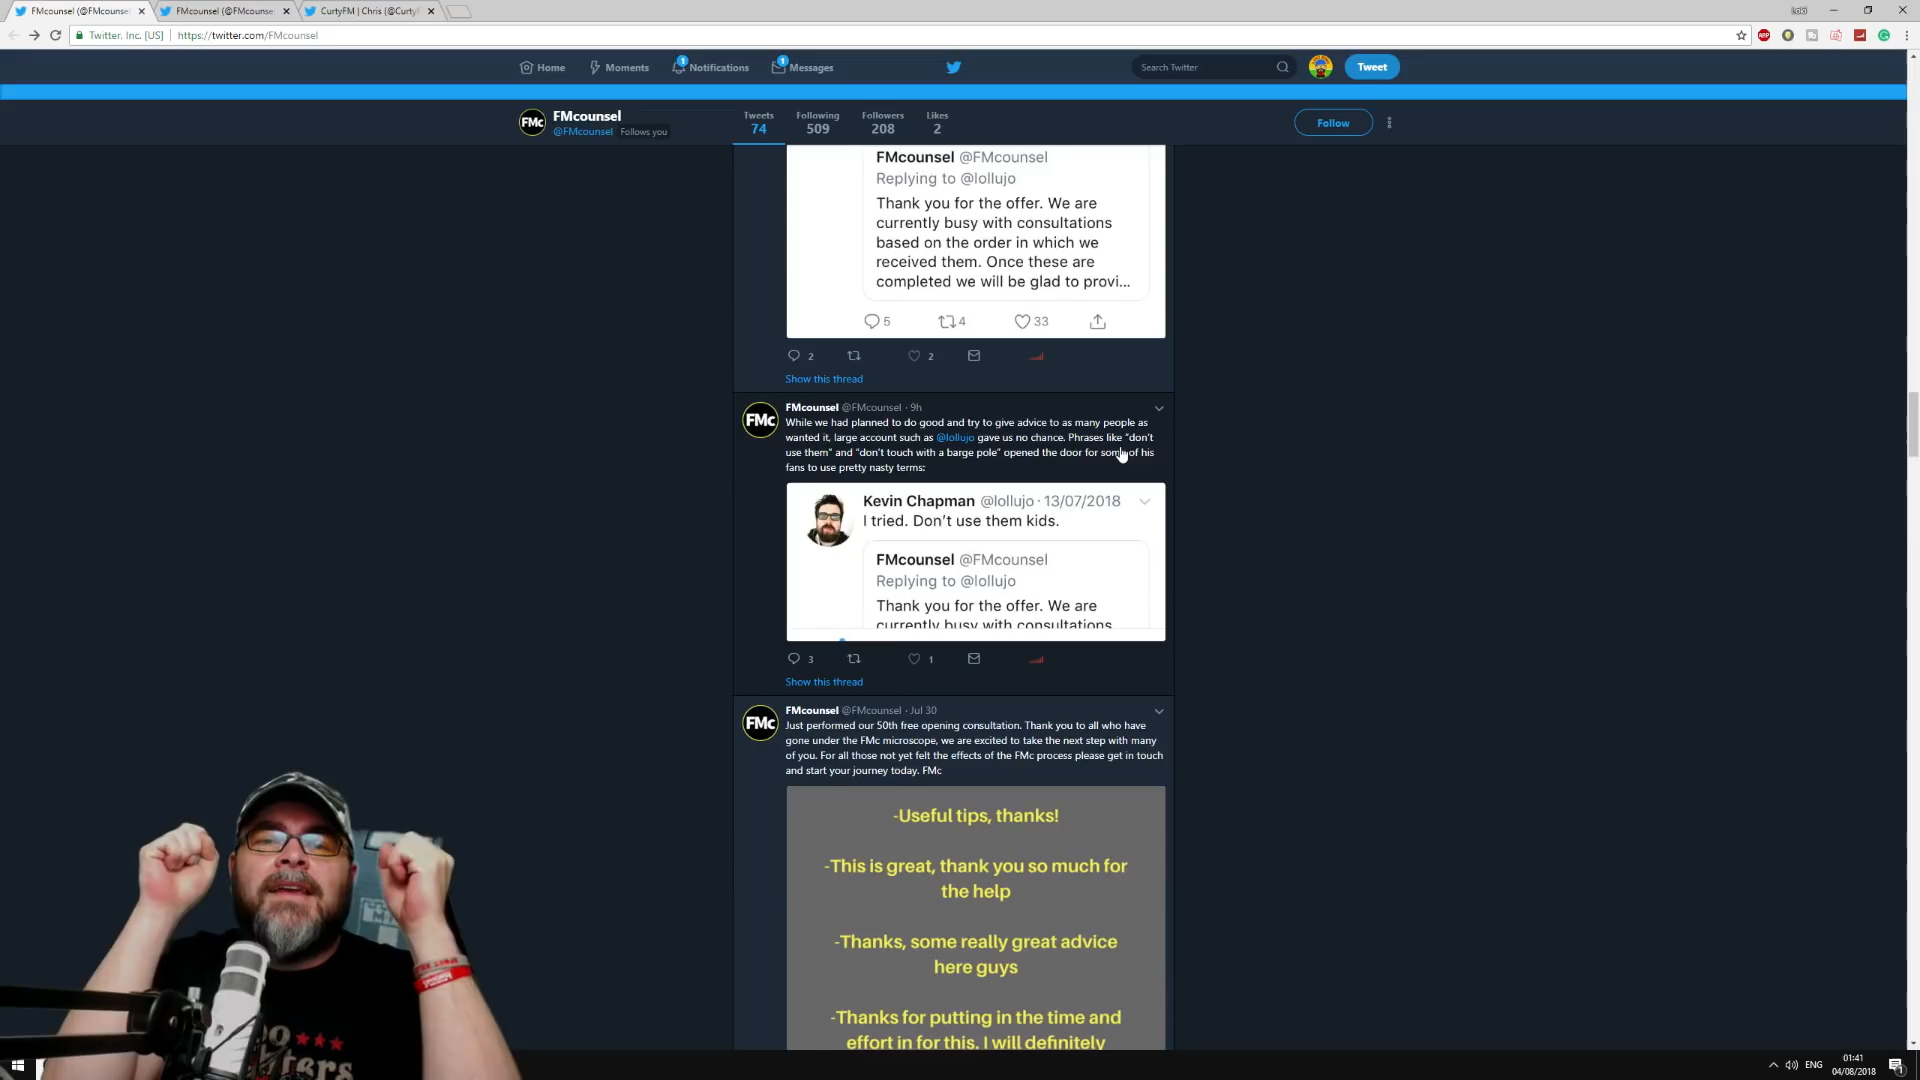 FMcounsel (@FMcounsel
FMcounsel (@FMcounse
CurtyFM | Chris (@Curty
Loki
Twitter, Inc. [US]
https://twitter.com/FMcounsel
Home
Moments
1
Notifications
1
Messages
Search Twitter
Tweet
FMc
FMcounsel
@FMcounsel Follows you
Tweets
74
Following
509
Followers
208
Likes
2
Follow
FMcounsel @FMcounsel
Replying to @lollujo
Thank you for the offer. We are
currently busy with consultations
based on the order in which we
received them. Once these are
completed we will be glad to provi...
5
4
33
2
2
Show this thread
FMc
FMcounsel @FMcounsel · 9h
While we had planned to do good and try to give advice to as many people as
wanted it, large account such as @lollujo gave us no chance. Phrases like “don’t
use them” and “don’t touch with a barge pole” opened the door for some of his
fans to use pretty nasty terms:
Kevin Chapman @lollujo · 13/07/2018
I tried. Don’t use them kids.
FMcounsel @FMcounsel
Replying to @lollujo
Thank you for the offer. We are
currently busy with consultations
3
1
Show this thread
FMc
FMcounsel @FMcounsel · Jul 30
Just performed our 50th free opening consultation. Thank you to all who have
gone under the FMc microscope, we are excited to take the next step with many
of you. For all those not yet felt the effects of the FMc process please get in touch
and start your journey today. FMc
-Useful tips, thanks!
-This is great, thank you so much for
the help
-Thanks, some really great advice
here guys
-Thanks for putting in the time and
effort in for this. I will definitely
ENG
01:41
04/08/2018